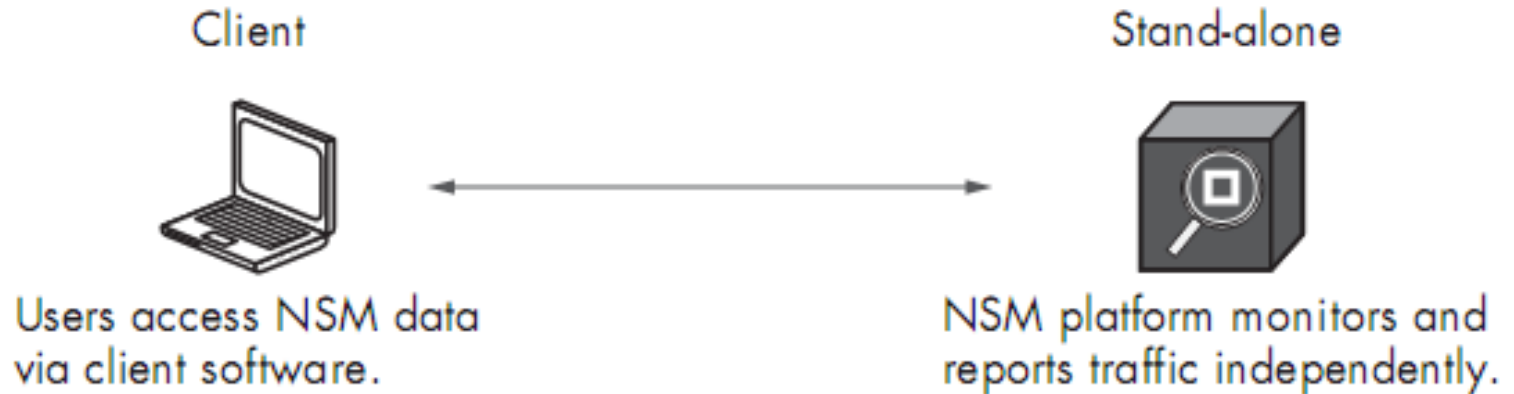 Client
Stand-alone
Users access NSM data
via client software.
NSM platform monitors and
reports traffic independently.